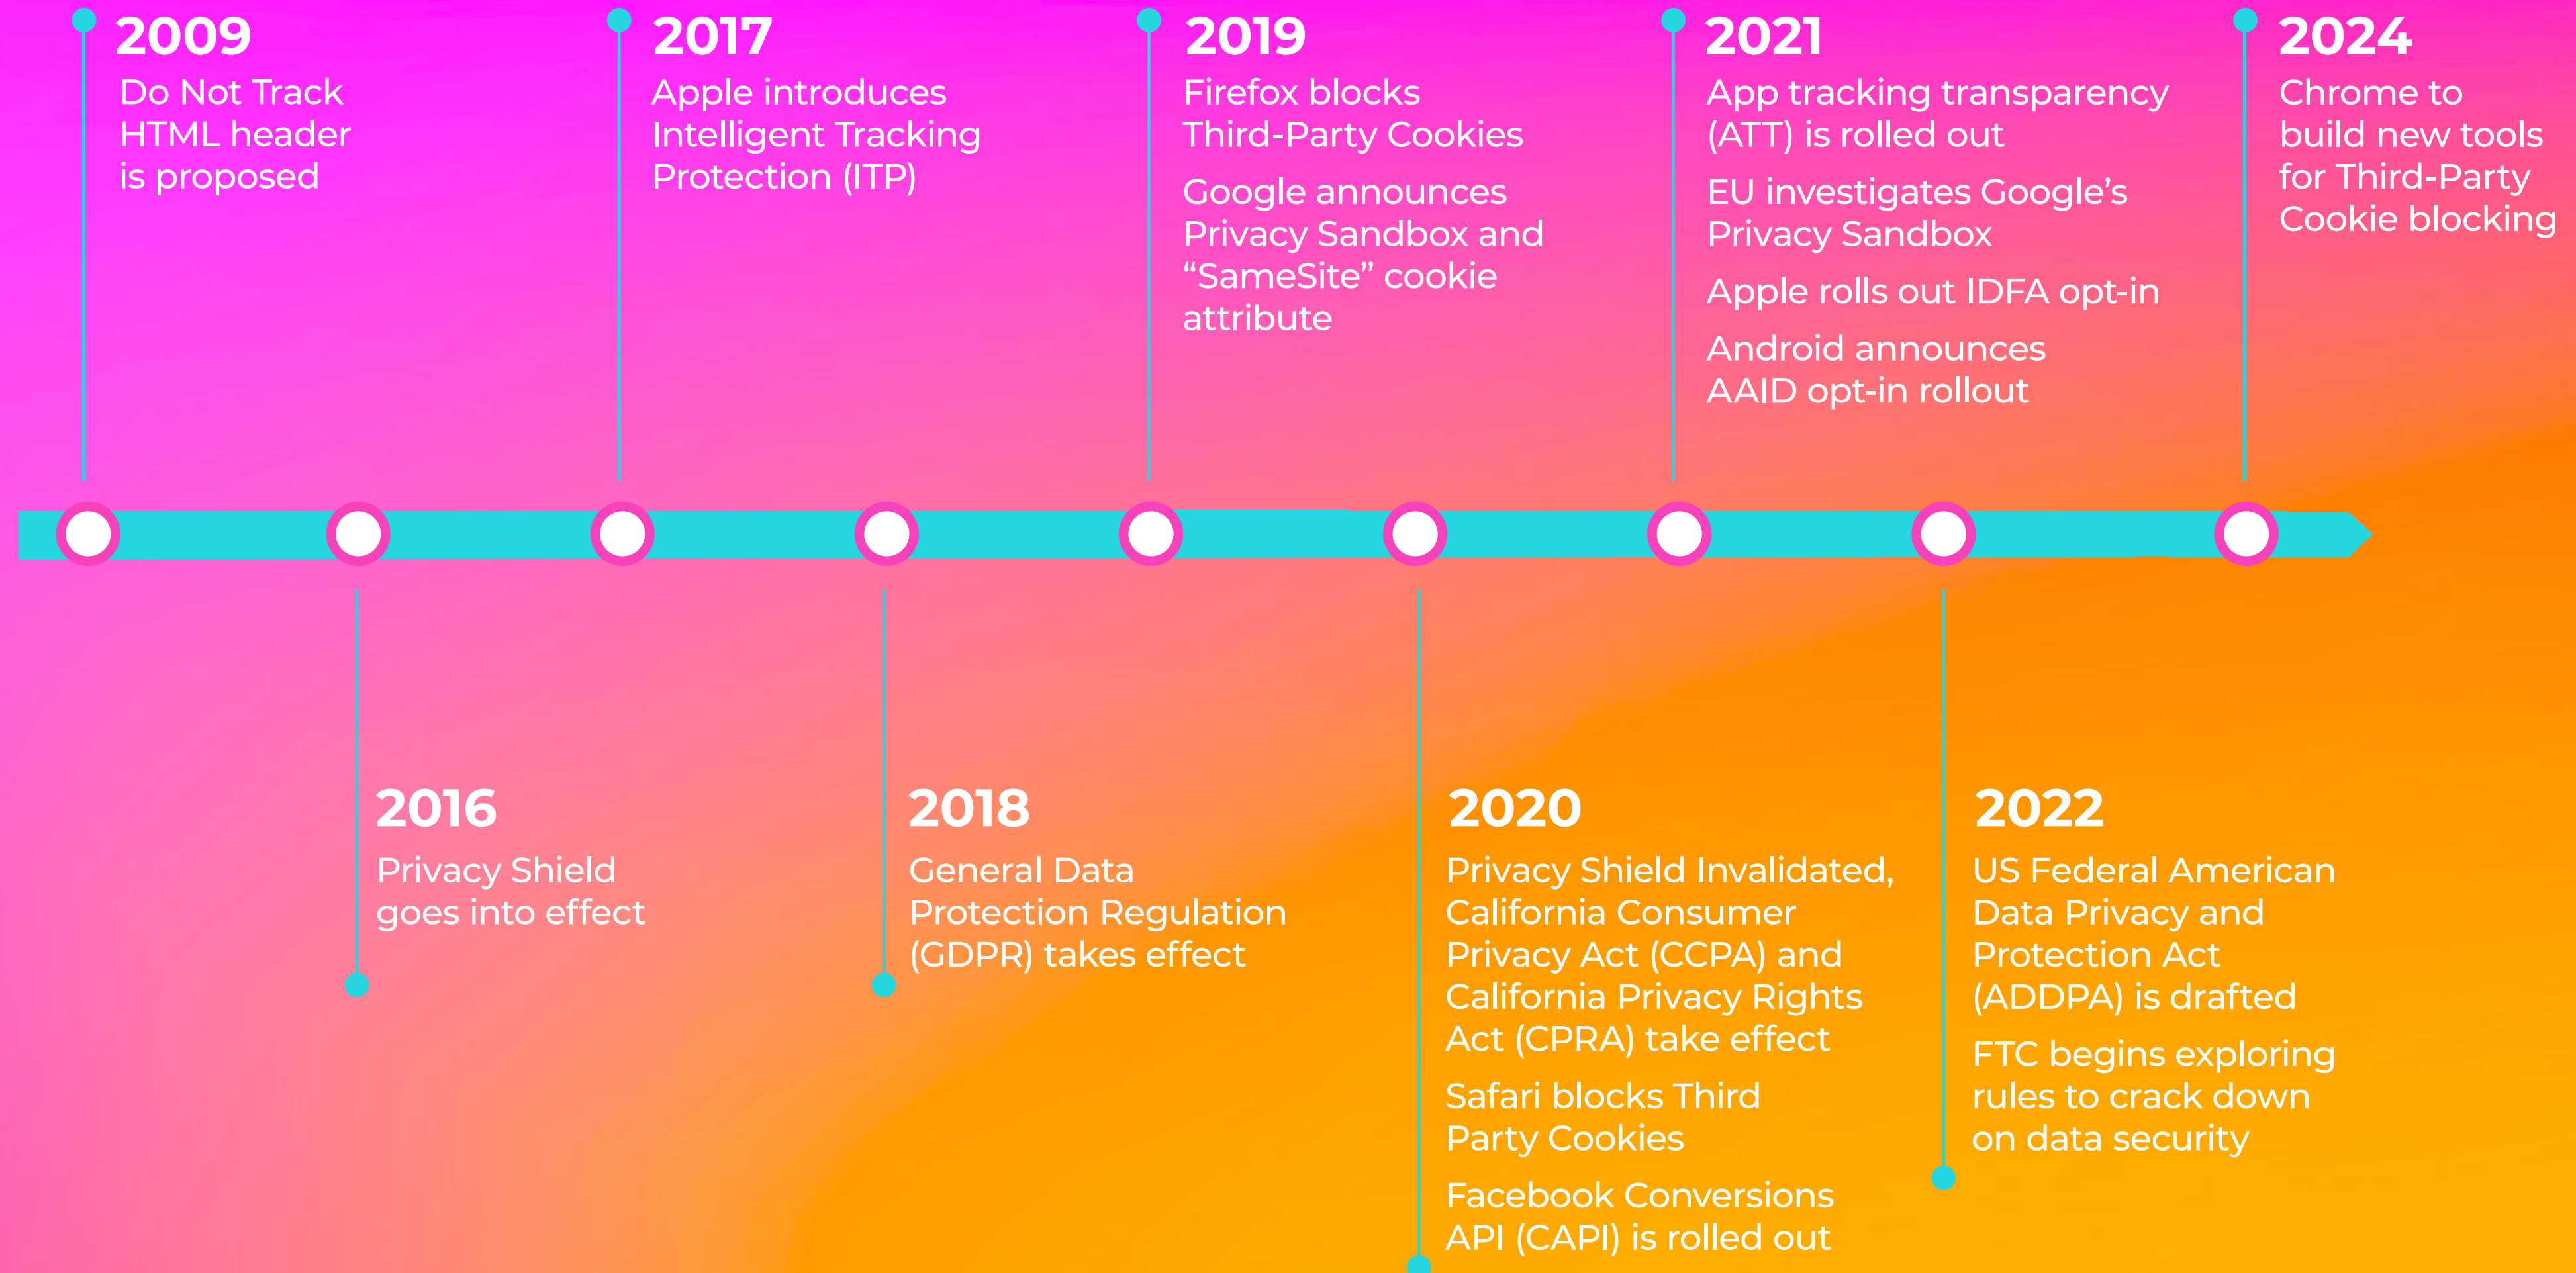 2009
Do Not Track
HTML header
is proposed
2017
Apple introduces
Intelligent Tracking
Protection (ITP)
2019
Firefox blocks
Third-Party Cookies
Google announces
Privacy Sandbox and
“SameSite” cookie
attribute
2021
App tracking transparency
(ATT) is rolled out
EU investigates Google’s
Privacy Sandbox
Apple rolls out IDFA opt-in
Android announces
AAID opt-in rollout
2024
Chrome to
build new tools
for Third-Party
Cookie blocking
2016
Privacy Shield
goes into effect
2018
General Data
Protection Regulation
(GDPR) takes effect
2020
Privacy Shield Invalidated,
California Consumer
Privacy Act (CCPA) and
California Privacy Rights
Act (CPRA) take effect
Safari blocks Third
Party Cookies
Facebook Conversions
API (CAPI) is rolled out
2022
US Federal American
Data Privacy and
Protection Act
(ADDPA) is drafted
FTC begins exploring
rules to crack down
on data security